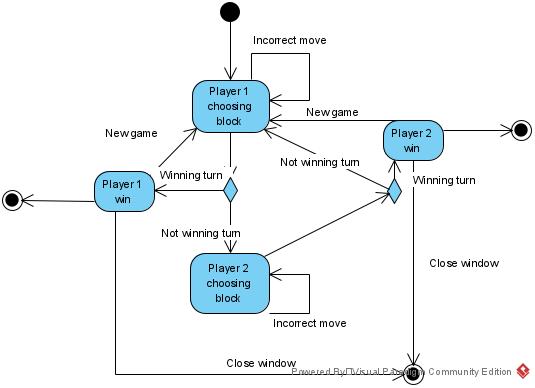 Incorrect move
Player 1
choosing
block
New game
Player 2
win
New game
Not winning turn
Winning turn
Winning turn
Player 1
win
Not winning turn
Player 2
choosing
block
Close window
Incorrect move
Close window
Powered By Visual Paradigm Community Edition